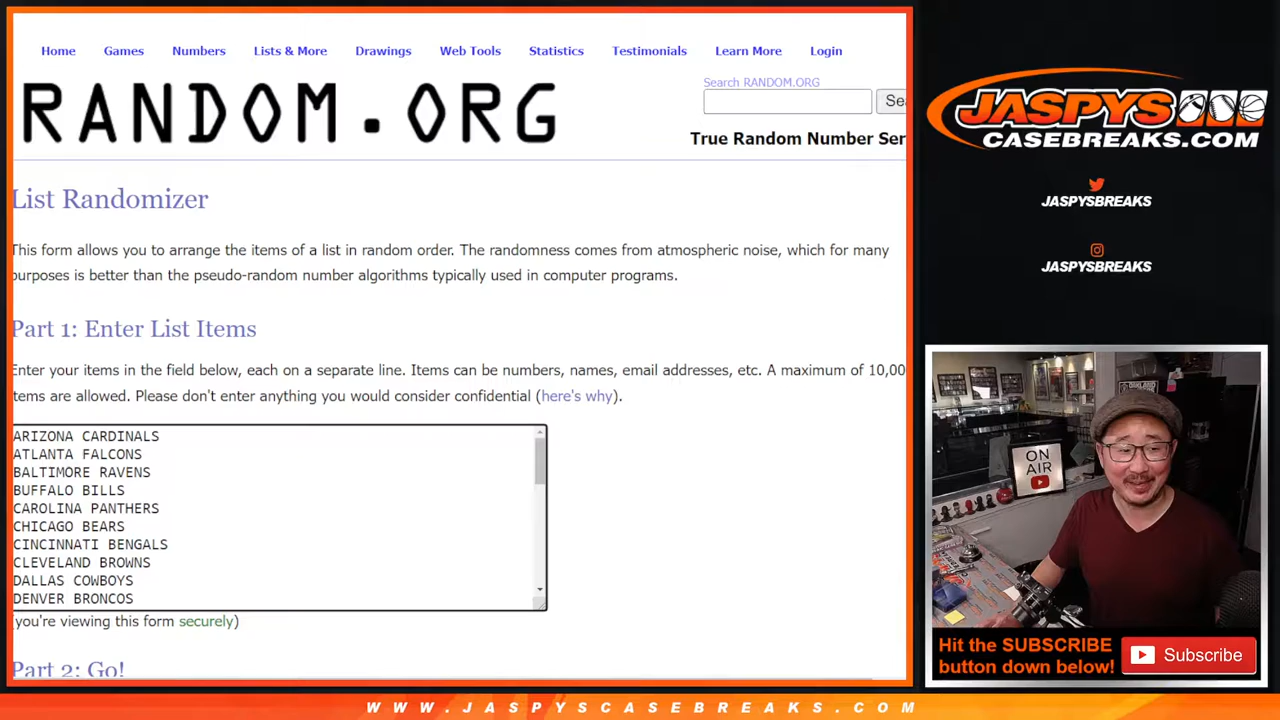 Home Games Numbers Lists & More Drawings Web Tools Statistics Testimonials Learn More Login
RANDOM.ORG
Search RANDOM.ORG
True Random Number Ser
List Randomizer
This form allows you to arrange the items of a list in random order. The randomness comes from atmospheric noise, which for many
purposes is better than the pseudo-random number algorithms typically used in computer programs.
Part 1: Enter List Items
Enter your items in the field below, each on a separate line. Items can be numbers, names, email addresses, etc. A maximum of 10,00
items are allowed. Please don't enter anything you would consider confidential (here's why).
ARIZONA CARDINALS
ATLANTA FALCONS
BALTIMORE RAVENS
BUFFALO BILLS
CAROLINA PANTHERS
CHICAGO BEARS
CINCINNATI BENGALS
CLEVELAND BROWNS
DALLAS COWBOYS
DENVER BRONCOS
(you're viewing this form securely)
Part 2: Go!
JASPYS
CASEBREAKS.COM
JASPYSBREAKS
JASPYSBREAKS
ON
AIR
Hit the SUBSCRIBE
button down below!
Subscribe
WWW.JASPYSCASEBREAKS.COM